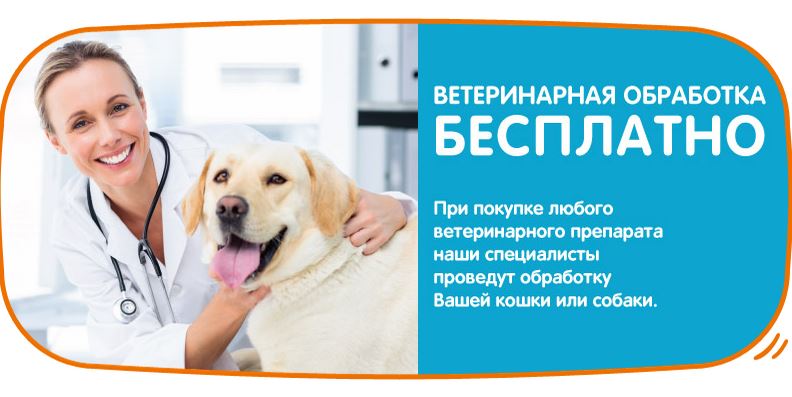 ВЕТЕРИНАРНАЯ ОБРАБОТКА
БЕСПЛАТНО
При покупке любого
ветеринарного препарата
наши специалисты
проведут обработку
Вашей кошки или собаки.